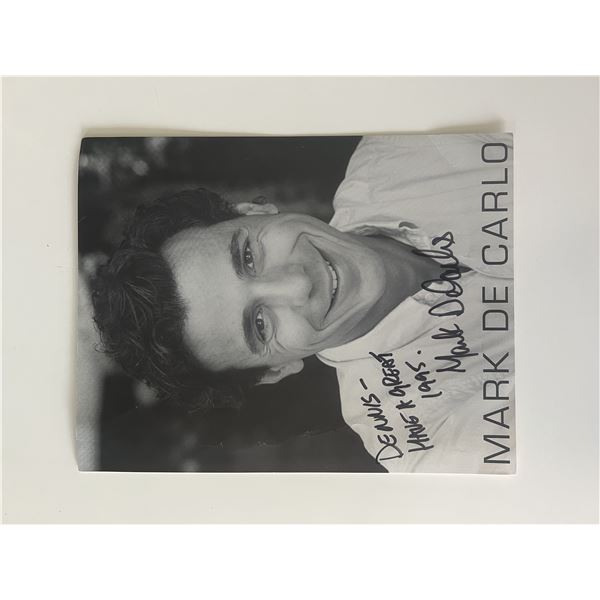 DENNIS-
HAVE A GREAT
1995.
Mark DeCarlo
MARK DE CARLO